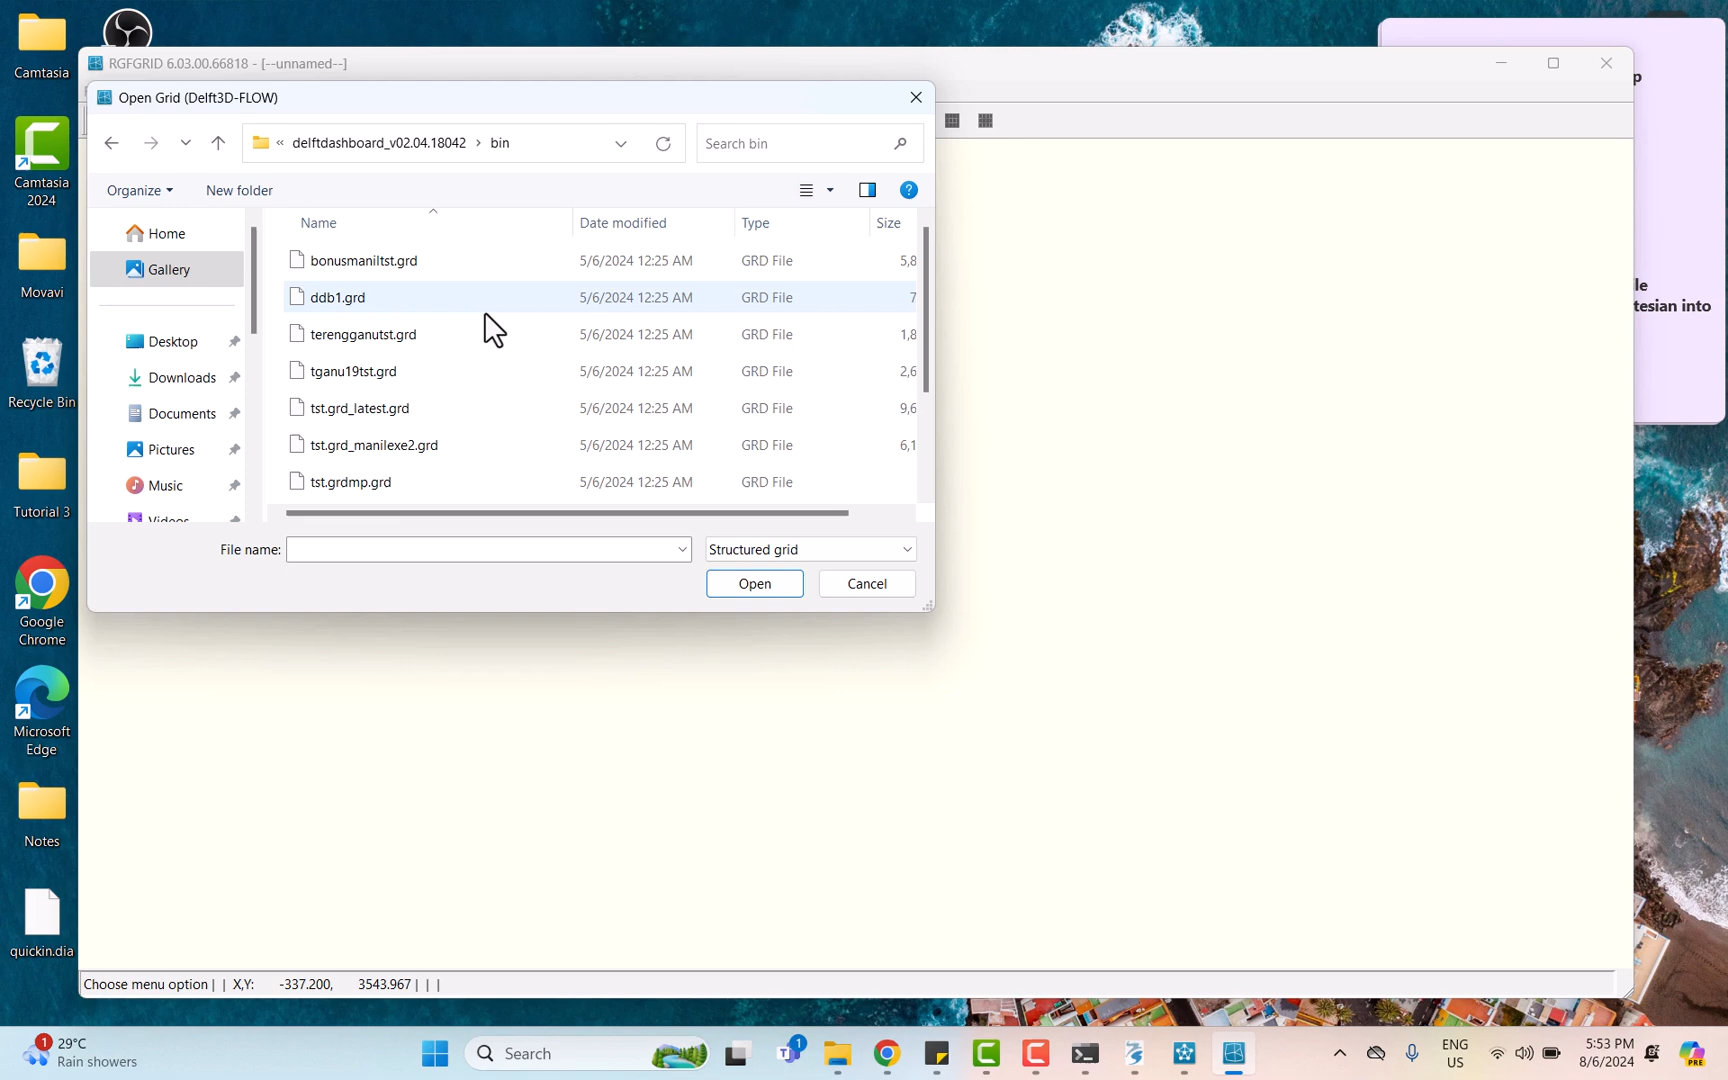 Camtasia
Camtasia
2024
Movavi
Recycle Bin
Tutorial 3
Google
Chrome
Microsoft
Edge
Notes
quickin.dia
RGFGRID 6.03.00.66818 - [--unnamed--]
Open Grid (Delft3D-FLOW)
« delftdashboard_v02.04.18042 > bin
Search bin
Organize
New folder
Home
Gallery
Desktop
Downloads
Documents
Pictures
Music
Videos
Name Date modified Type Size
bonusmaniltst.grd 5/6/2024 12:25 AM GRD File 5,8
ddb1.grd 5/6/2024 12:25 AM GRD File 7
terengganutst.grd 5/6/2024 12:25 AM GRD File 1,8
tganu19tst.grd 5/6/2024 12:25 AM GRD File 2,6
tst.grd_latest.grd 5/6/2024 12:25 AM GRD File 9,6
tst.grd_manilexe2.grd 5/6/2024 12:25 AM GRD File 6,1
tst.grdmp.grd 5/6/2024 12:25 AM GRD File
File name:
Structured grid
Open
Cancel
p
le
tesian into
Choose menu option | | X,Y: -337.200, 3543.967 | | |
1
29°C
Rain showers
Search
1
ENG
US
5:53 PM
8/6/2024
PRE